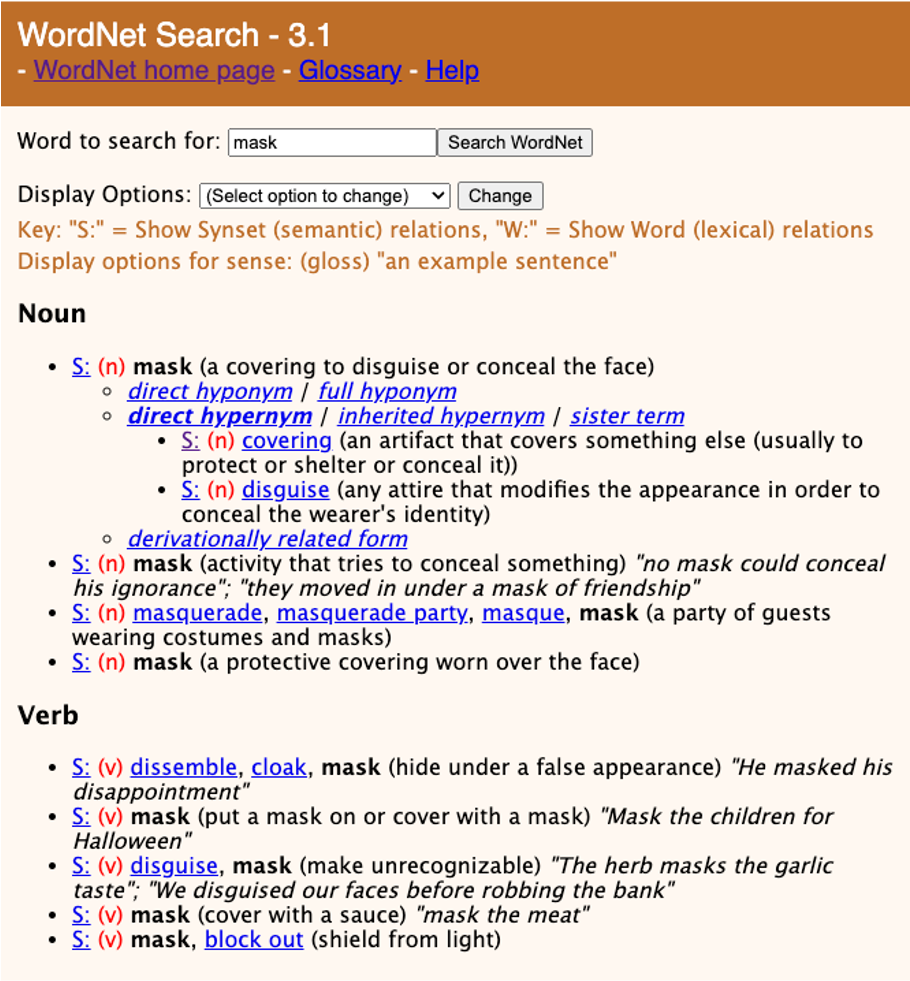 WordNet Search - 3.1
- WordNet home page - Glossary - Help
Word to search for: mask Search WordNet
Display Options: (Select option to change) Change
Key: "S:" = Show Synset (semantic) relations, "W:" = Show Word (lexical) relations
Display options for sense: (gloss) "an example sentence"
Noun
• S: (n) mask (a covering to disguise or conceal the face)
◦ direct hyponym / full hyponym
◦ direct hypernym / inherited hypernym / sister term
• S: (n) covering (an artifact that covers something else (usually to
protect or shelter or conceal it))
• S: (n) disguise (any attire that modifies the appearance in order to
conceal the wearer's identity)
◦ derivationally related form
• S: (n) mask (activity that tries to conceal something) "no mask could conceal
his ignorance"; "they moved in under a mask of friendship"
• S: (n) masquerade, masquerade party, masque, mask (a party of guests
wearing costumes and masks)
• S: (n) mask (a protective covering worn over the face)
Verb
• S: (v) dissemble, cloak, mask (hide under a false appearance) "He masked his
disappointment"
• S: (v) mask (put a mask on or cover with a mask) "Mask the children for
Halloween"
• S: (v) disguise, mask (make unrecognizable) "The herb masks the garlic
taste"; "We disguised our faces before robbing the bank"
• S: (v) mask (cover with a sauce) "mask the meat"
• S: (v) mask, block out (shield from light)